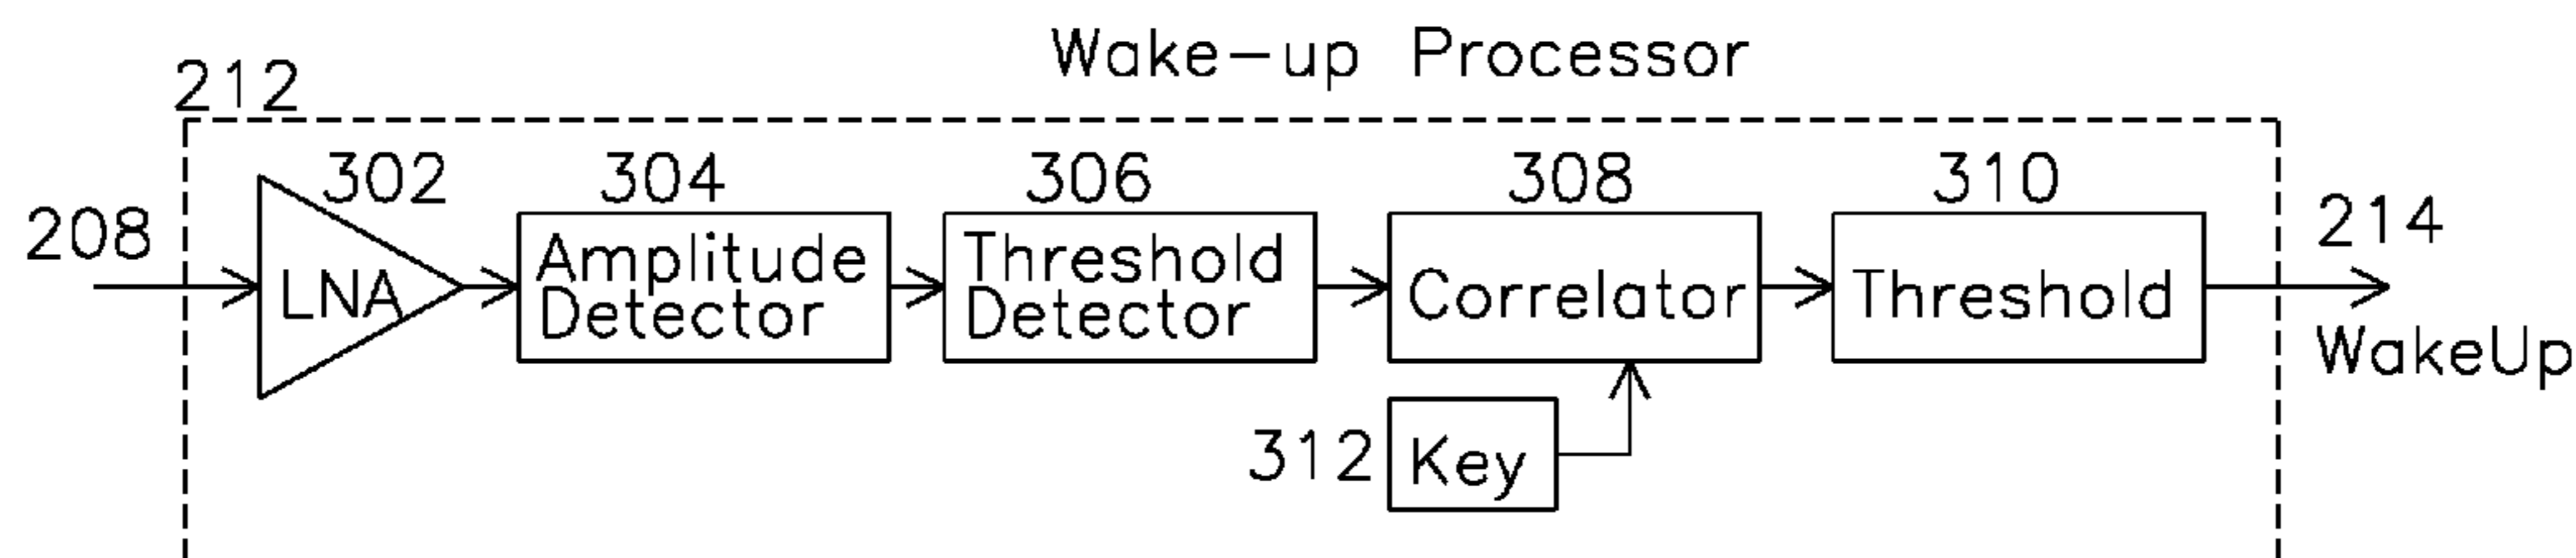 Wake-up Processor
212
302
304
306
308
310
208
214
LNA
Amplitude
Detector
Threshold
Detector
Correlator
Threshold
WakeUp
312
Key